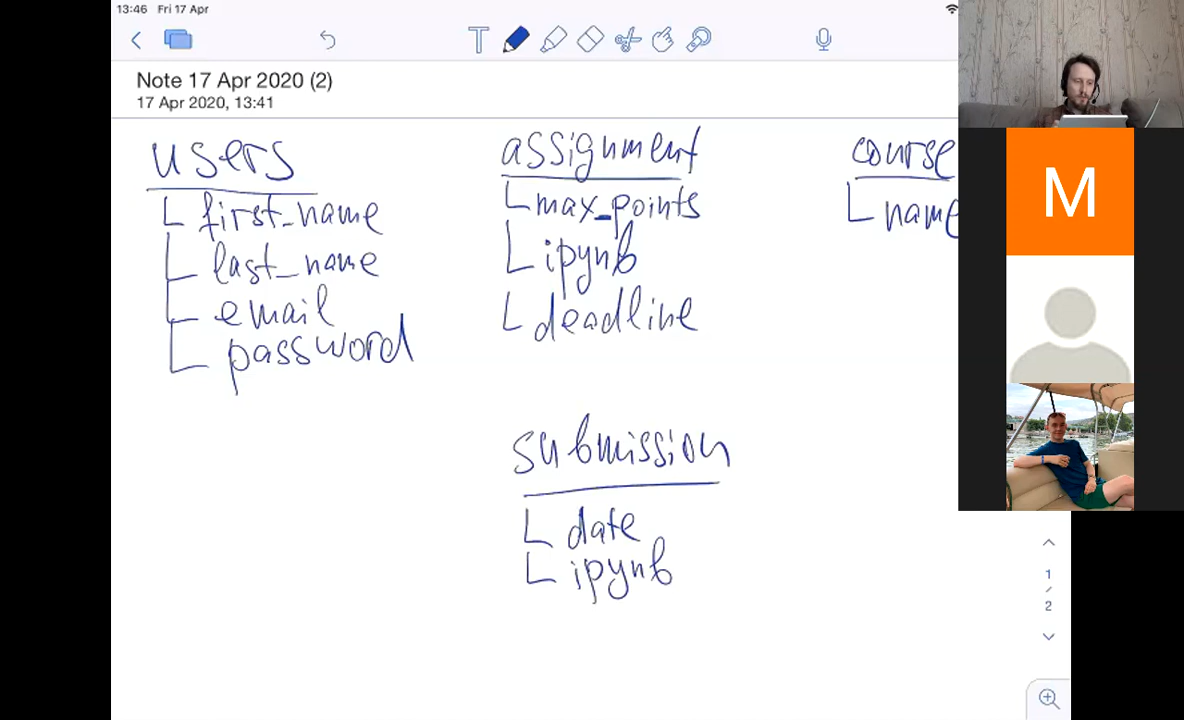 13:46 Fri 17 Apr
T
Note 17 Apr 2020 (2)
17 Apr 2020, 13:41
users
first_name
last_name
email
password
assignment
max_points
ipynb
deadline
course
name
submission
date
ipynb
M
1
/
2